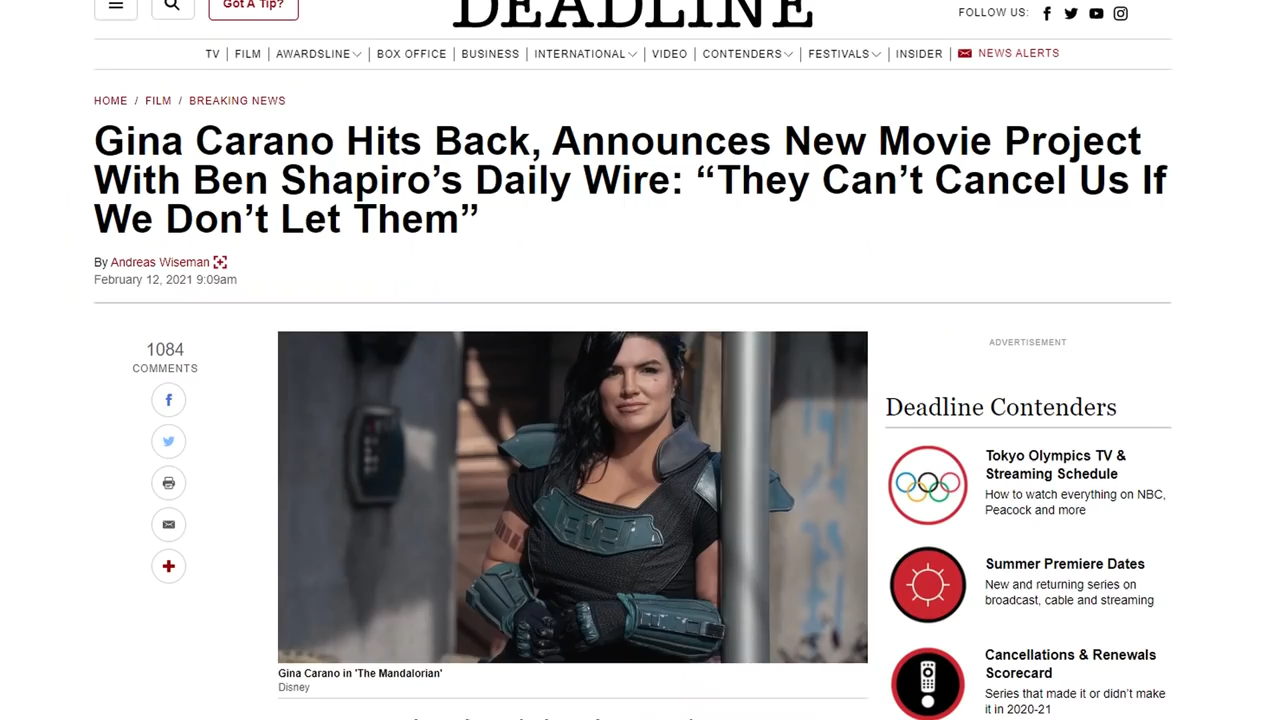 Got A Tip?
DEADLINE
FOLLOW US:
TV | FILM | AWARDSLINE | BOX OFFICE | BUSINESS | INTERNATIONAL | VIDEO | CONTENDERS | FESTIVALS | INSIDER | NEWS ALERTS
HOME / FILM / BREAKING NEWS
Gina Carano Hits Back, Announces New Movie Project
With Ben Shapiro’s Daily Wire: “They Can’t Cancel Us If
We Don’t Let Them”
By Andreas Wiseman
February 12, 2021 9:09am
1084
COMMENTS
Gina Carano in 'The Mandalorian'
Disney
ADVERTISEMENT
Deadline Contenders
Tokyo Olympics TV &
Streaming Schedule
How to watch everything on NBC,
Peacock and more
Summer Premiere Dates
New and returning series on
broadcast, cable and streaming
Cancellations & Renewals
Scorecard
Series that made it or didn’t make
it in 2020-21